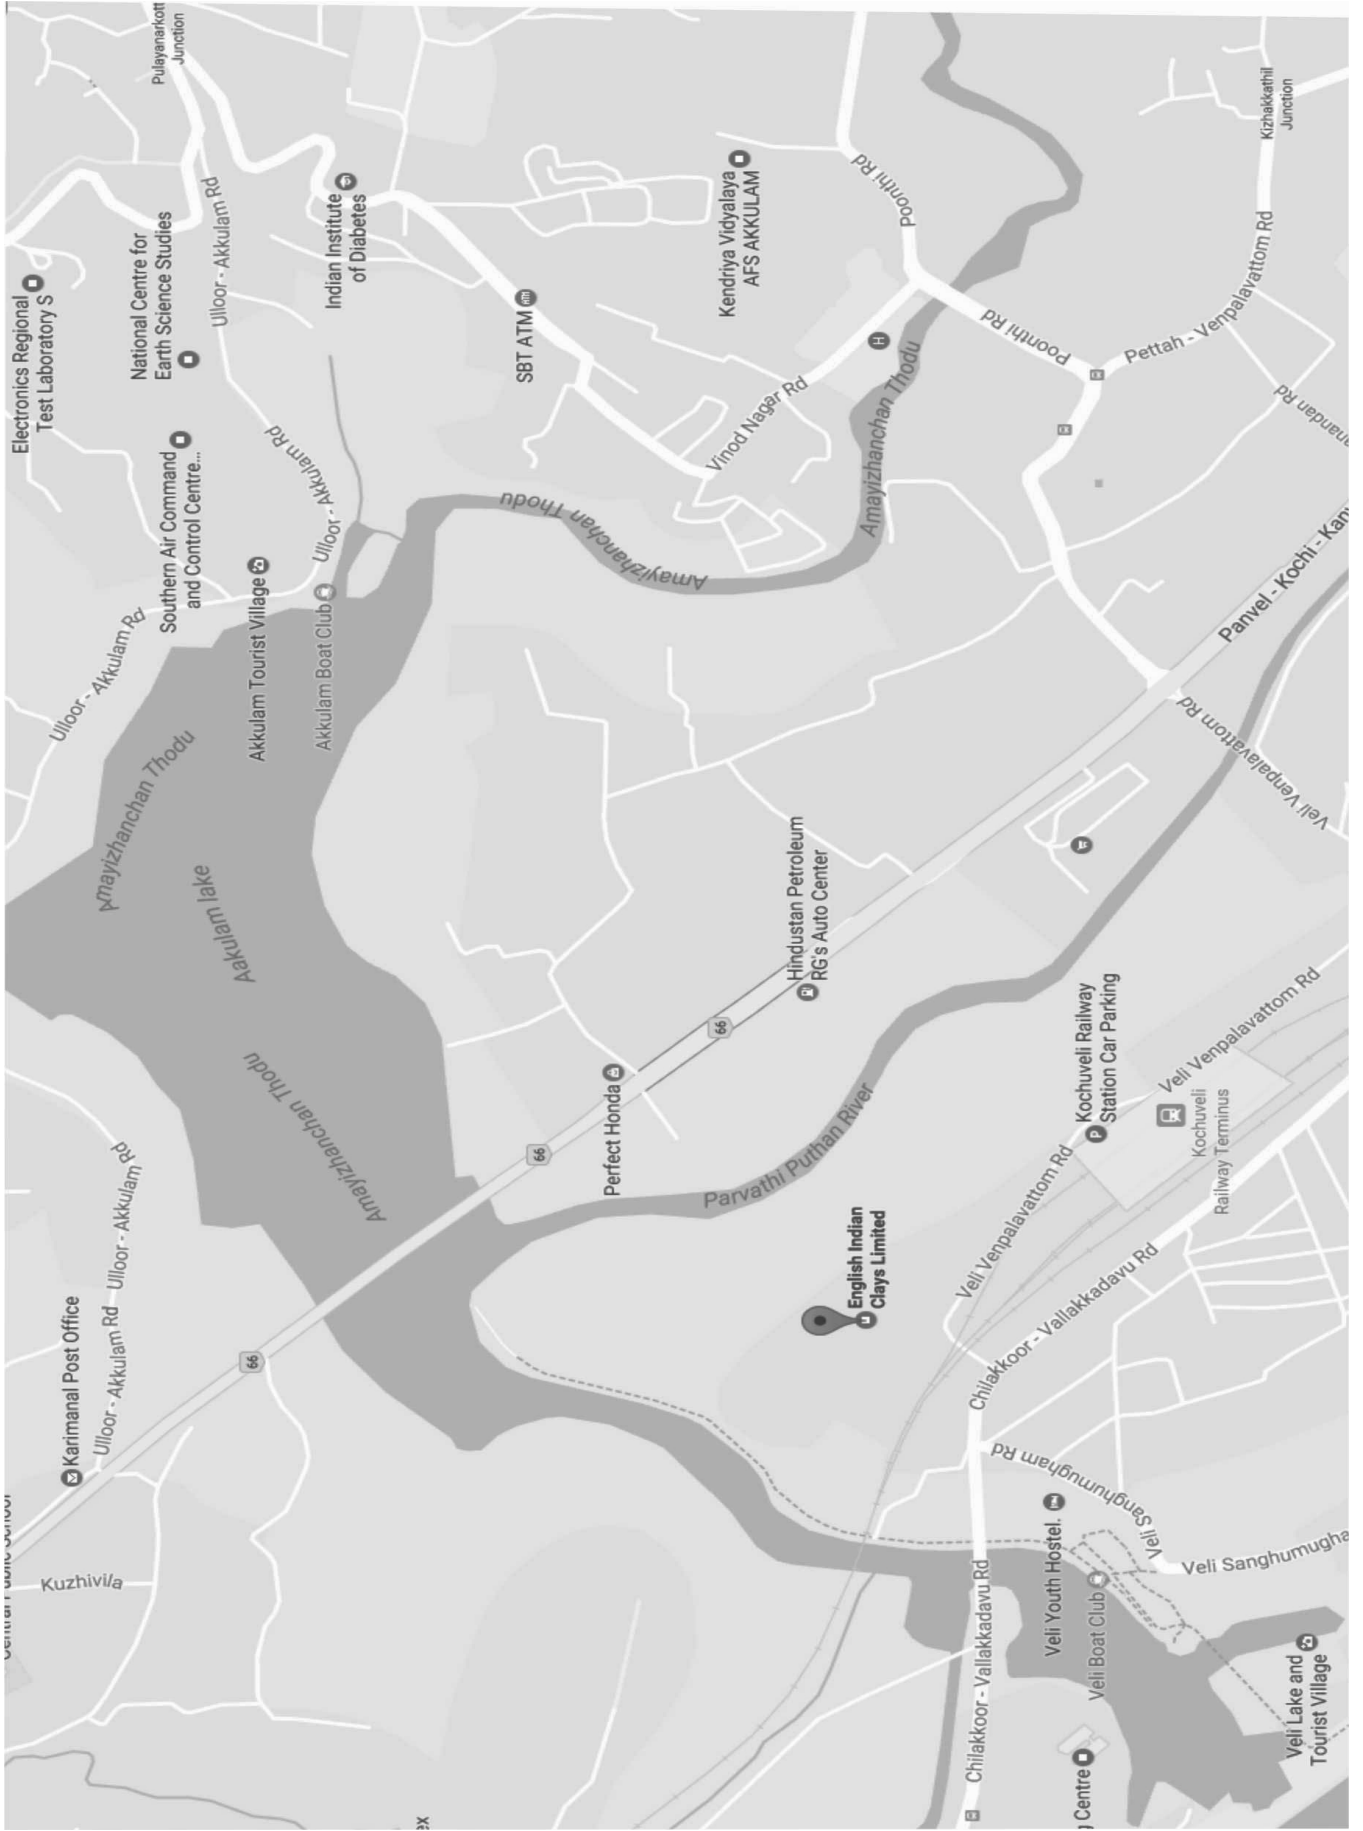 Pulayanarkott
Junction
Electronics Regional
Test Laboratory S
National Centre for
Earth Science Studies
Ulloor - Akkulam Rd
Indian Institute
of Diabetes
SBT ATM
Kendriya Vidyalaya
AFS AKKULAM
Poonthi Rd
Kizhakkathil
Junction
Pettah - Venpalavattom Rd
Poonthi Rd
Vinod Nagar Rd
Amayizhanchan Thodu
Amayizhanchan Thodu
Southern Air Command
and Control Centre...
Ulloor - Akkulam Rd
Akkulam Rd
Ulloor - Akkulam Rd
Akkulam Tourist Village
Akkulam Boat Club
Amayizhanchan Thodu
Aakulam lake
Amayizhanchan Thodu
anandan Rd
Panvel - Kochi - Kany
Veli Venpalavattom Rd
Hindustan Petroleum
RG's Auto Center
66
66
66
Perfect Honda
Parvathi Puthan River
Kochuveli Railway
Station Car Parking
Veli Venpalavattom Rd
Kochuveli
Railway Terminus
Veli Venpalavattom Rd
English Indian
Clays Limited
Ulloor - Akkulam Rd
Ulloor - Akkulam Rd
Karimanal Post Office
Kuzhivila
Chilakkoor - Vallakkadavu Rd
Veli Sanghumugham Rd
Veli Sanghumugha
Veli Youth Hostel.
Veli Boat Club
Chilakkoor - Vallakkadavu Rd
Veli Lake and
Tourist Village
g Centre
ex